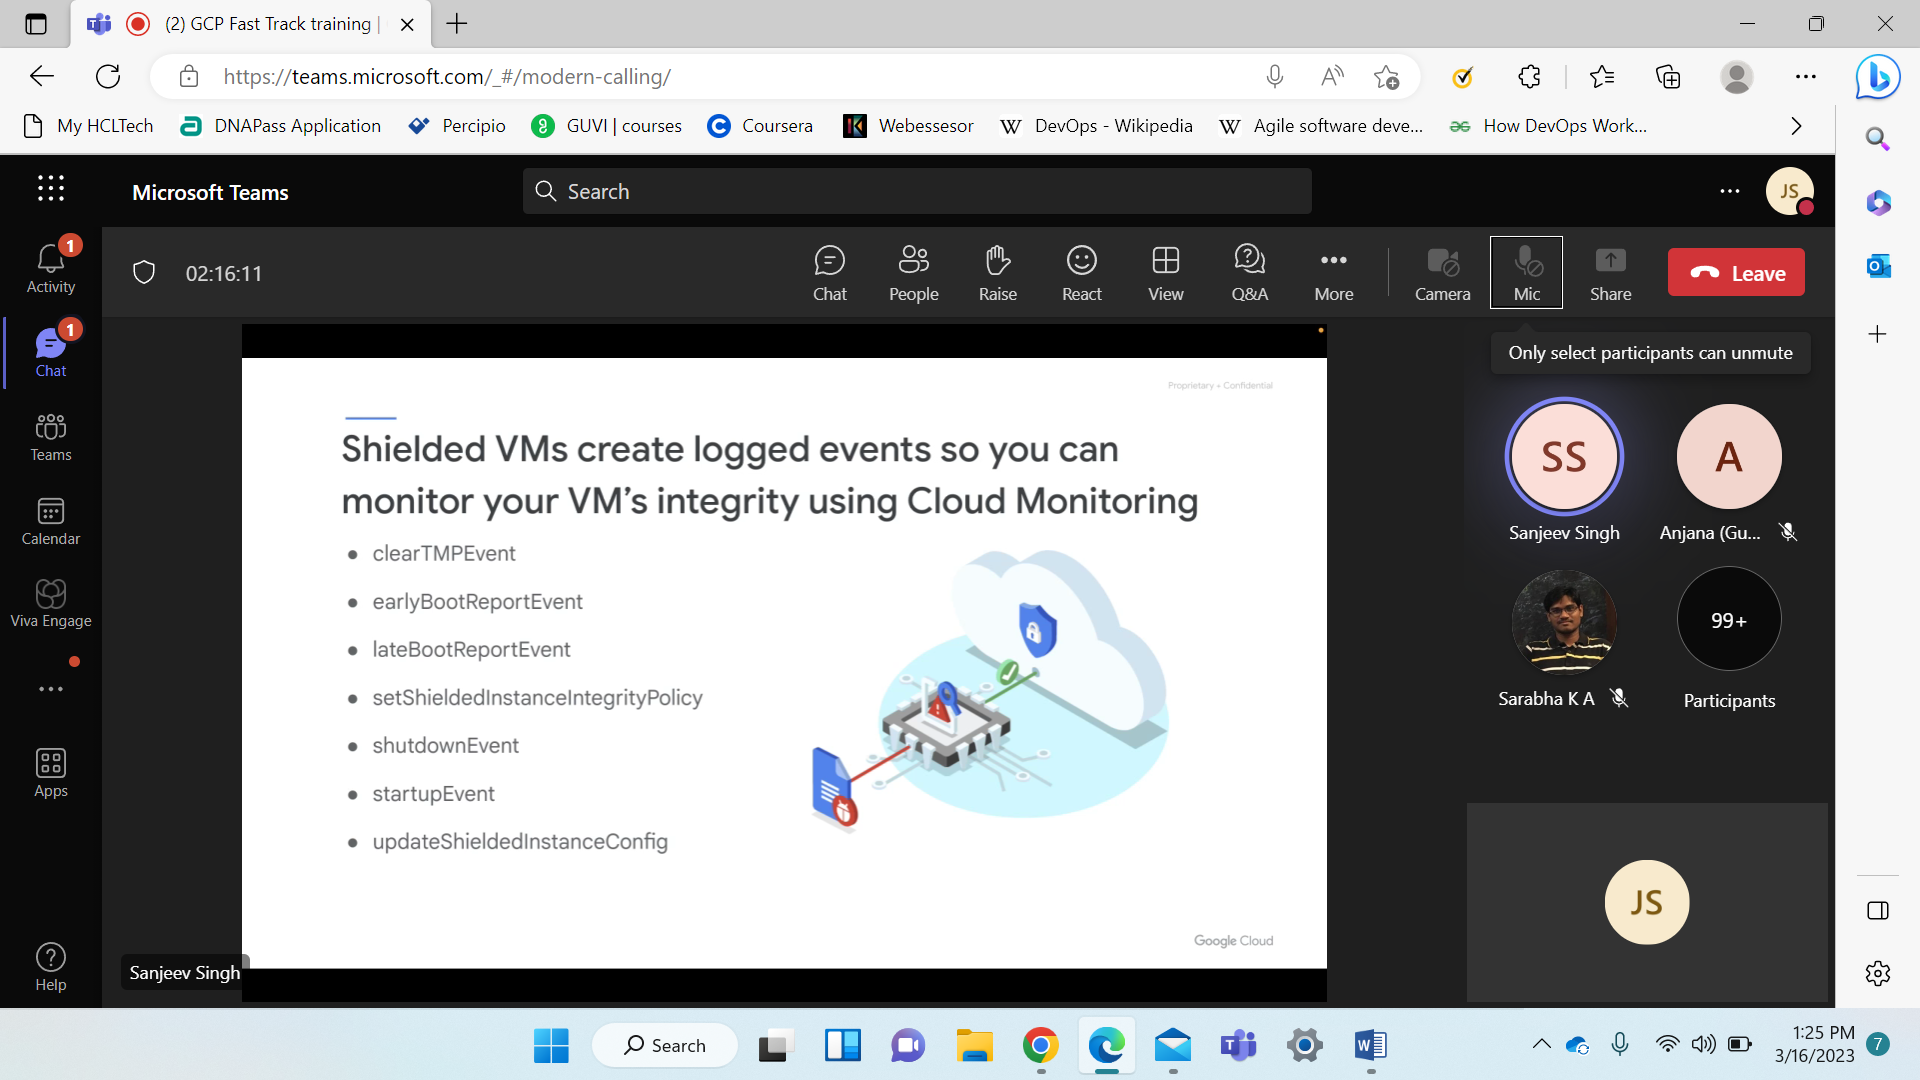 (2) GCP Fast Track training |
https://teams.microsoft.com/_#/modern-calling/
My HCLTech
DNAPass Application
Percipio
GUVI | courses
Coursera
Webessesor
DevOps - Wikipedia
Agile software deve...
How DevOps Work...
Microsoft Teams
Search
JS
02:16:11
Chat
People
Raise
React
View
Q&A
More
Camera
Mic
Share
Leave
Only select participants can unmute
1
Activity
1
Chat
Teams
Calendar
Viva Engage
Apps
Help
Proprietary + Confidential
Shielded VMs create logged events so you can
monitor your VM's integrity using Cloud Monitoring
• clearTMPEvent
• earlyBootReportEvent
• lateBootReportEvent
• setShieldedInstanceIntegrityPolicy
• shutdownEvent
• startupEvent
• updateShieldedInstanceConfig
Google Cloud
Sanjeev Singh
SS
Sanjeev Singh
A
Anjana (Gu...
Sarabha K A
99+
Participants
JS
Search
1:25 PM
3/16/2023
7